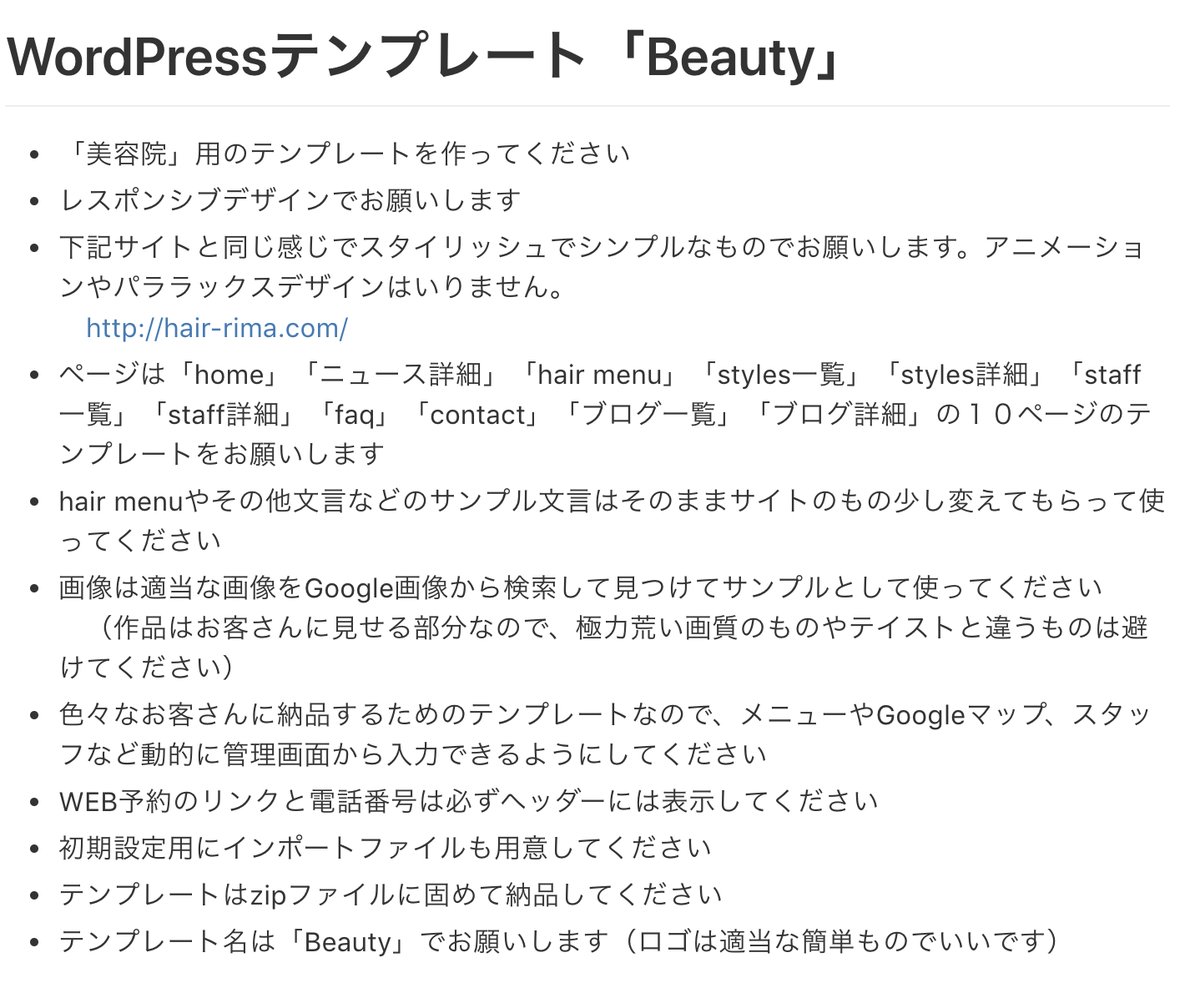 WordPressテンプレート「Beauty」
• 「美容院」用のテンプレートを作ってください
• レスポンシブデザインでお願いします
• 下記サイトと同じ感じでスタイリッシュでシンプルなものでお願いします。アニメーショ
ンやパララックスデザインはいりません。
http://hair-rima.com/
• ページは「home」「ニュース詳細」「hair menu」「styles一覧」「styles詳細」「staff
一覧」「staff詳細」「faq」「contact」「ブログ一覧」「ブログ詳細」の１０ページのテ
ンプレートをお願いします
• hair menuやその他文言などのサンプル文言はそのままサイトのもの少し変えてもらって使
ってください
• 画像は適当な画像をGoogle画像から検索して見つけてサンプルとして使ってください
（作品はお客さんに見せる部分なので、極力荒い画質のものやテイストと違うものは避
けてください）
• 色々なお客さんに納品するためのテンプレートなので、メニューやGoogleマップ、スタッ
フなど動的に管理画面から入力できるようにしてください
• WEB予約のリンクと電話番号は必ずヘッダーには表示してください
• 初期設定用にインポートファイルも用意してください
• テンプレートはzipファイルに固めて納品してください
• テンプレート名は「Beauty」でお願いします（ロゴは適当な簡単ものでいいです）